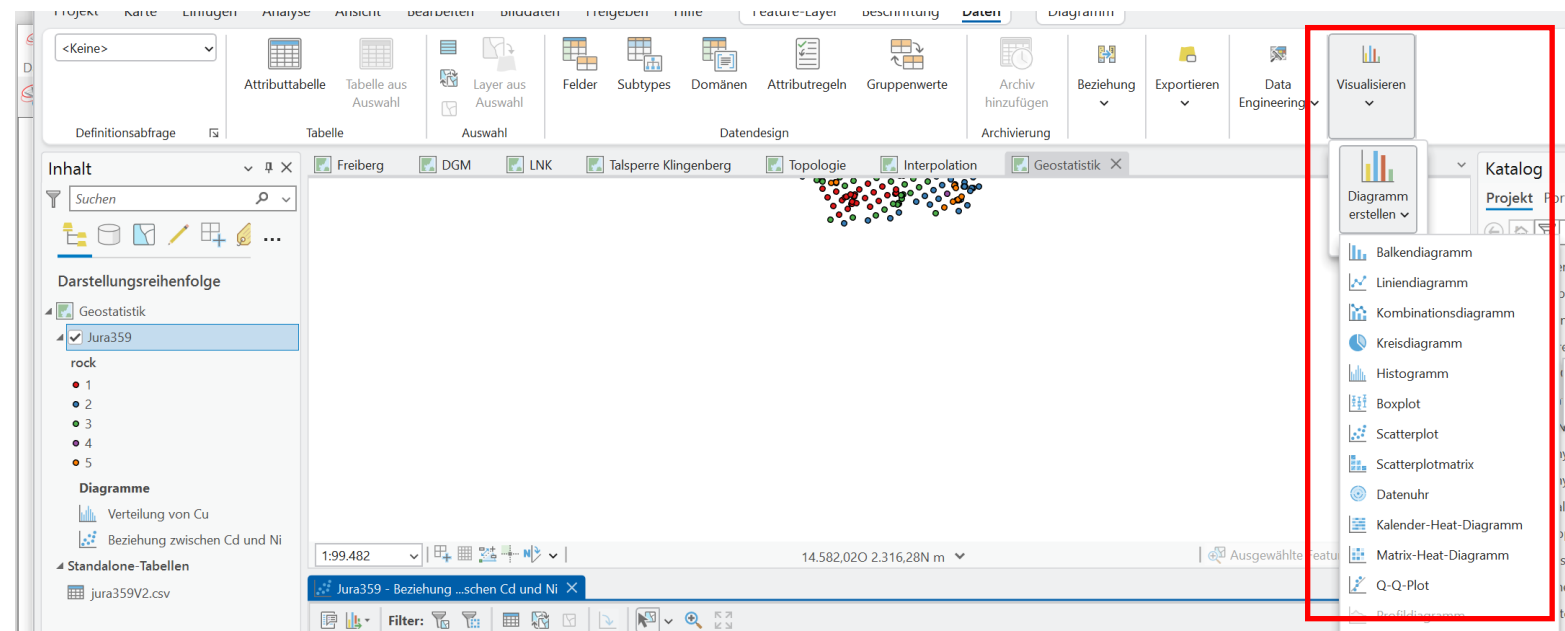 Projekt Karte Einfügen Analyse Ansicht Bearbeiten Bilddaten Freigeben Hilfe Feature-Layer Beschriftung Daten Diagramm
<Keine>
Definitionsabfrage
Attributtabelle
Tabelle aus
Auswahl
Tabelle
Layer aus
Auswahl
Auswahl
Felder
Subtypes
Domänen
Attributregeln
Gruppenwerte
Datendesign
Archiv
hinzufügen
Archivierung
Beziehung
Exportieren
Data
Engineering
Visualisieren
Inhalt
Suchen
Darstellungsreihenfolge
Geostatistik
Jura359
rock
1
2
3
4
5
Diagramme
Verteilung von Cu
Beziehung zwischen Cd und Ni
Standalone-Tabellen
jura359V2.csv
Freiberg DGM LNK Talsperre Klingenberg Topologie Interpolation Geostatistik
1:99.482
14.582,02O 2.316,28N m
Ausgewählte
Jura359 - Beziehung ...schen Cd und Ni
Filter:
Diagramm
erstellen
Balkendiagramm
Liniendiagramm
Kombinationsdiagramm
Kreisdiagramm
Histogramm
Boxplot
Scatterplot
Scatterplotmatrix
Datenuhr
Kalender-Heat-Diagramm
Matrix-Heat-Diagramm
Q-Q-Plot
Profildiagramm
Katalog
Projekt